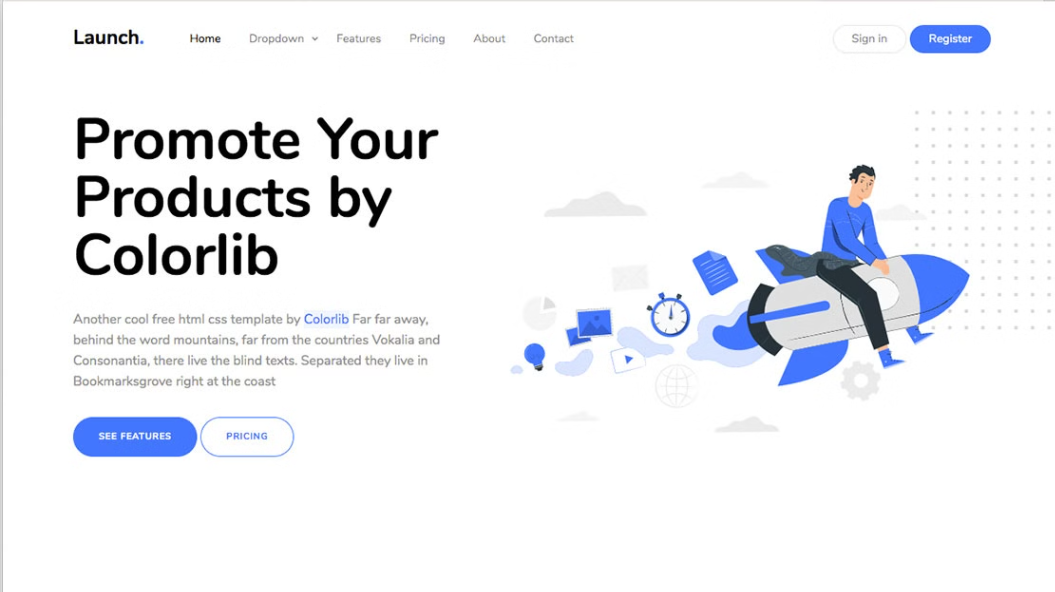 Launch. Home Dropdown Features Pricing About Contact Sign in Register
Promote Your
Products by
Colorlib
Another cool free html css template by Colorlib Far far away,
behind the word mountains, far from the countries Vokalia and
Consonantia, there live the blind texts. Separated they live in
Bookmarksgrove right at the coast
SEE FEATURES PRICING